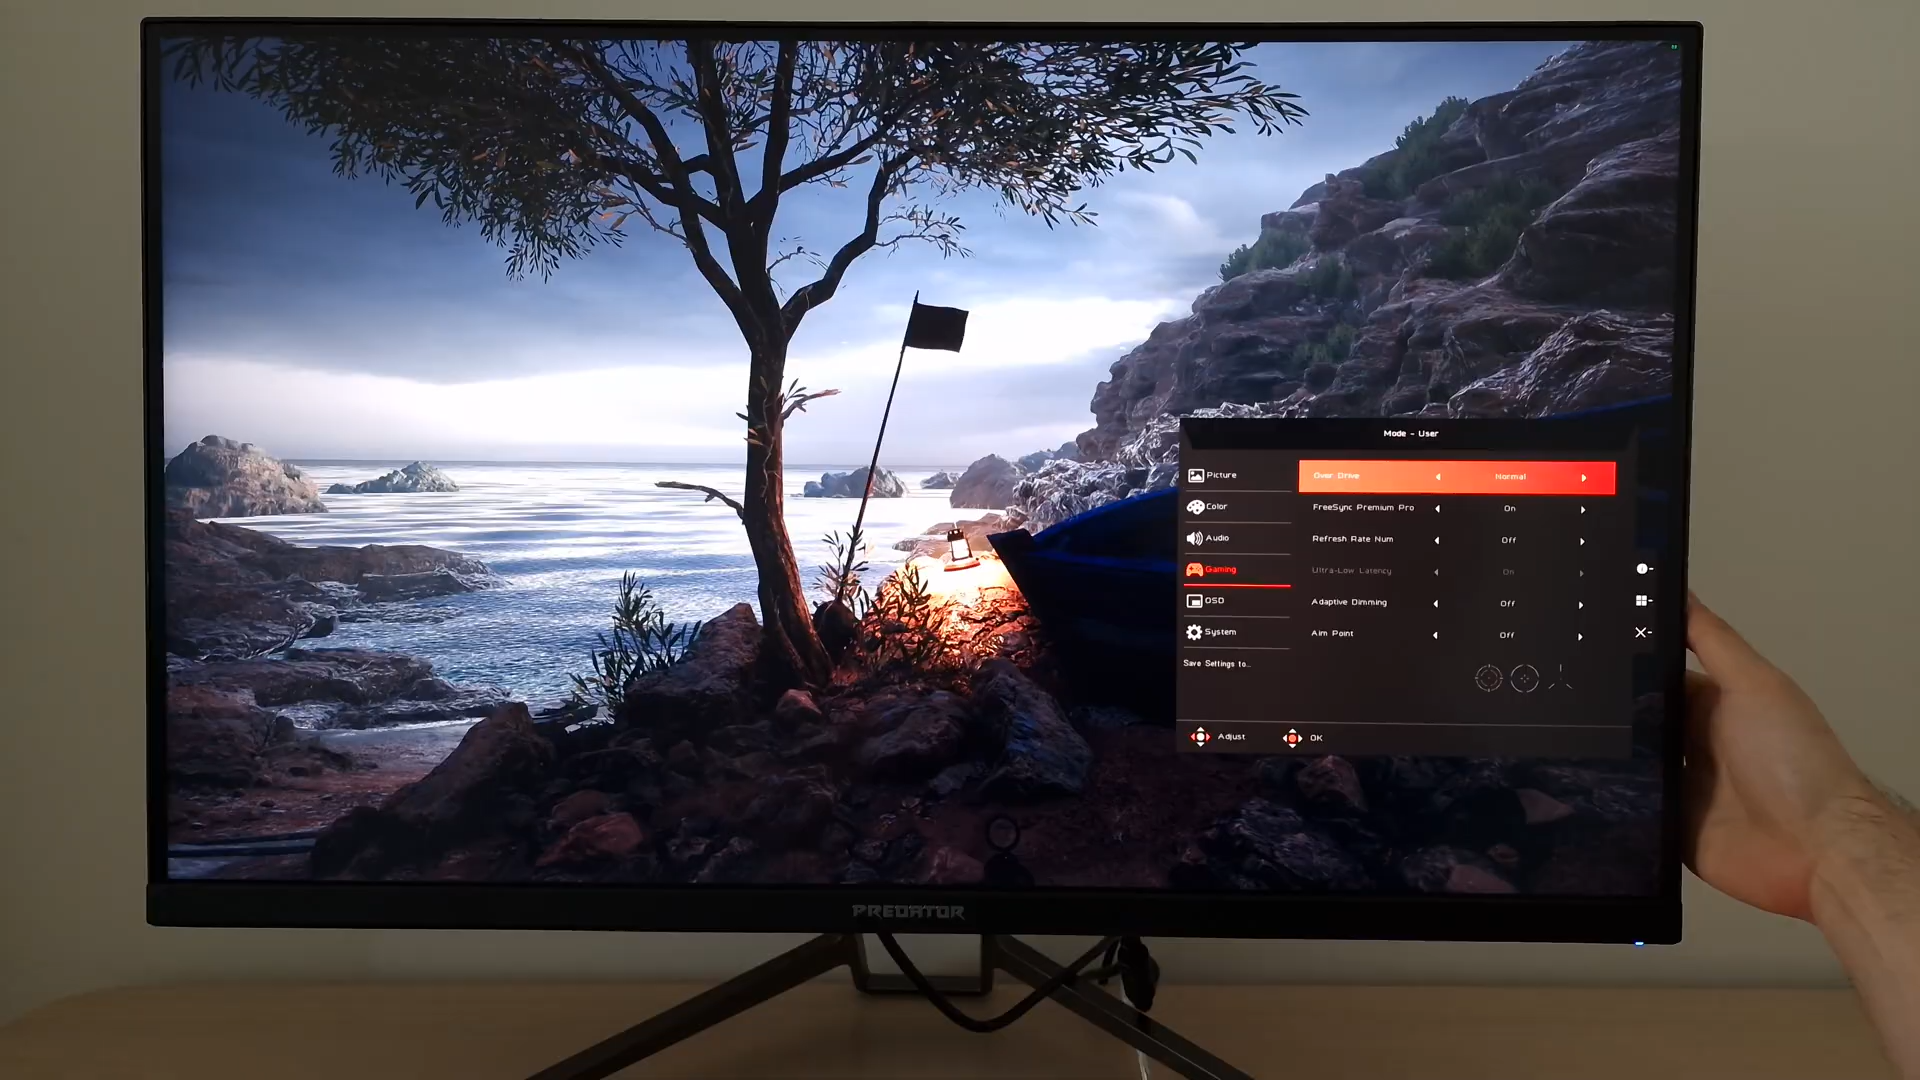 Mode - User
Picture
Over Drive Normal
Color
FreeSync Premium Pro On
Audio
Refresh Rate Num Off
Gaming
Ultra-Low Latency On
OSD
Adaptive Dimming Off
System
Aim Point Off
Save Settings to..
Adjust OK
PREDATOR